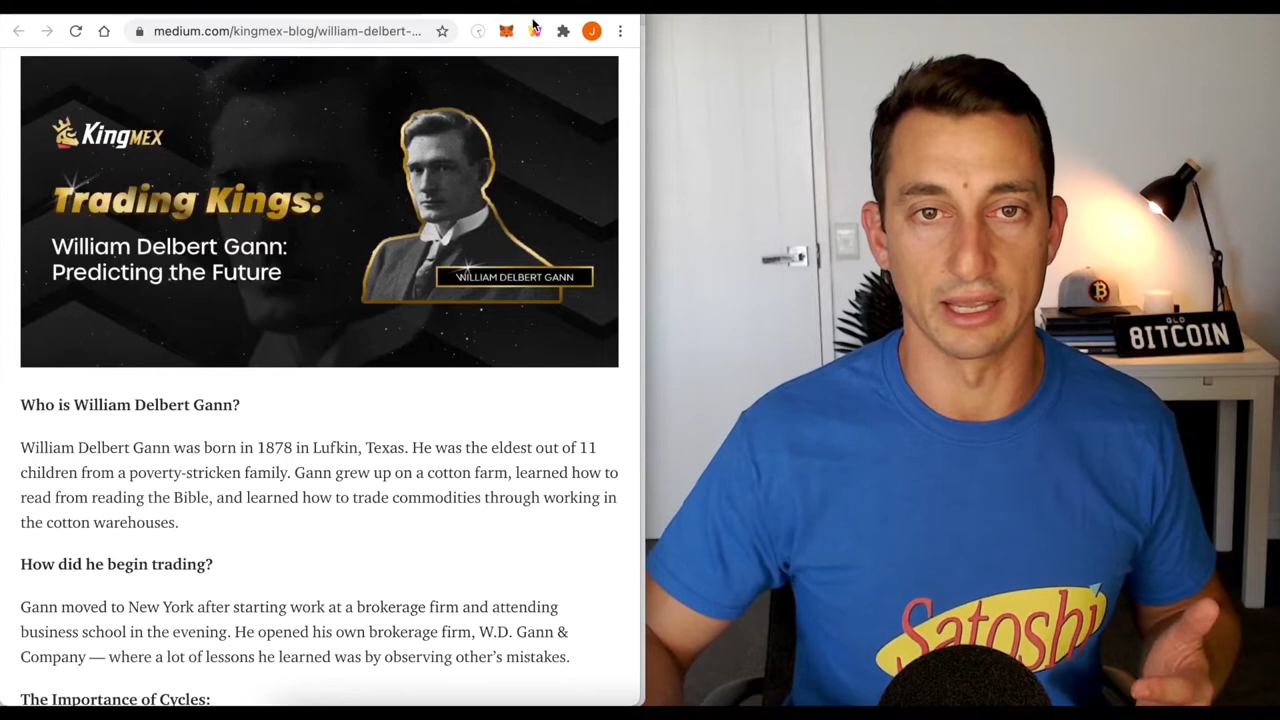 medium.com/kingmex-blog/william-delbert-...
J
KingMEX
Trading Kings:
William Delbert Gann:
Predicting the Future
WILLIAM DELBERT GANN
Who is William Delbert Gann?
William Delbert Gann was born in 1878 in Lufkin, Texas. He was the eldest out of 11
children from a poverty-stricken family. Gann grew up on a cotton farm, learned how to
read from reading the Bible, and learned how to trade commodities through working in
the cotton warehouses.
How did he begin trading?
Gann moved to New York after starting work at a brokerage firm and attending
business school in the evening. He opened his own brokerage firm, W.D. Gann &
Company — where a lot of lessons he learned was by observing other's mistakes.
The Importance of Cycles:
QLD
8ITCOIN
Satoshi